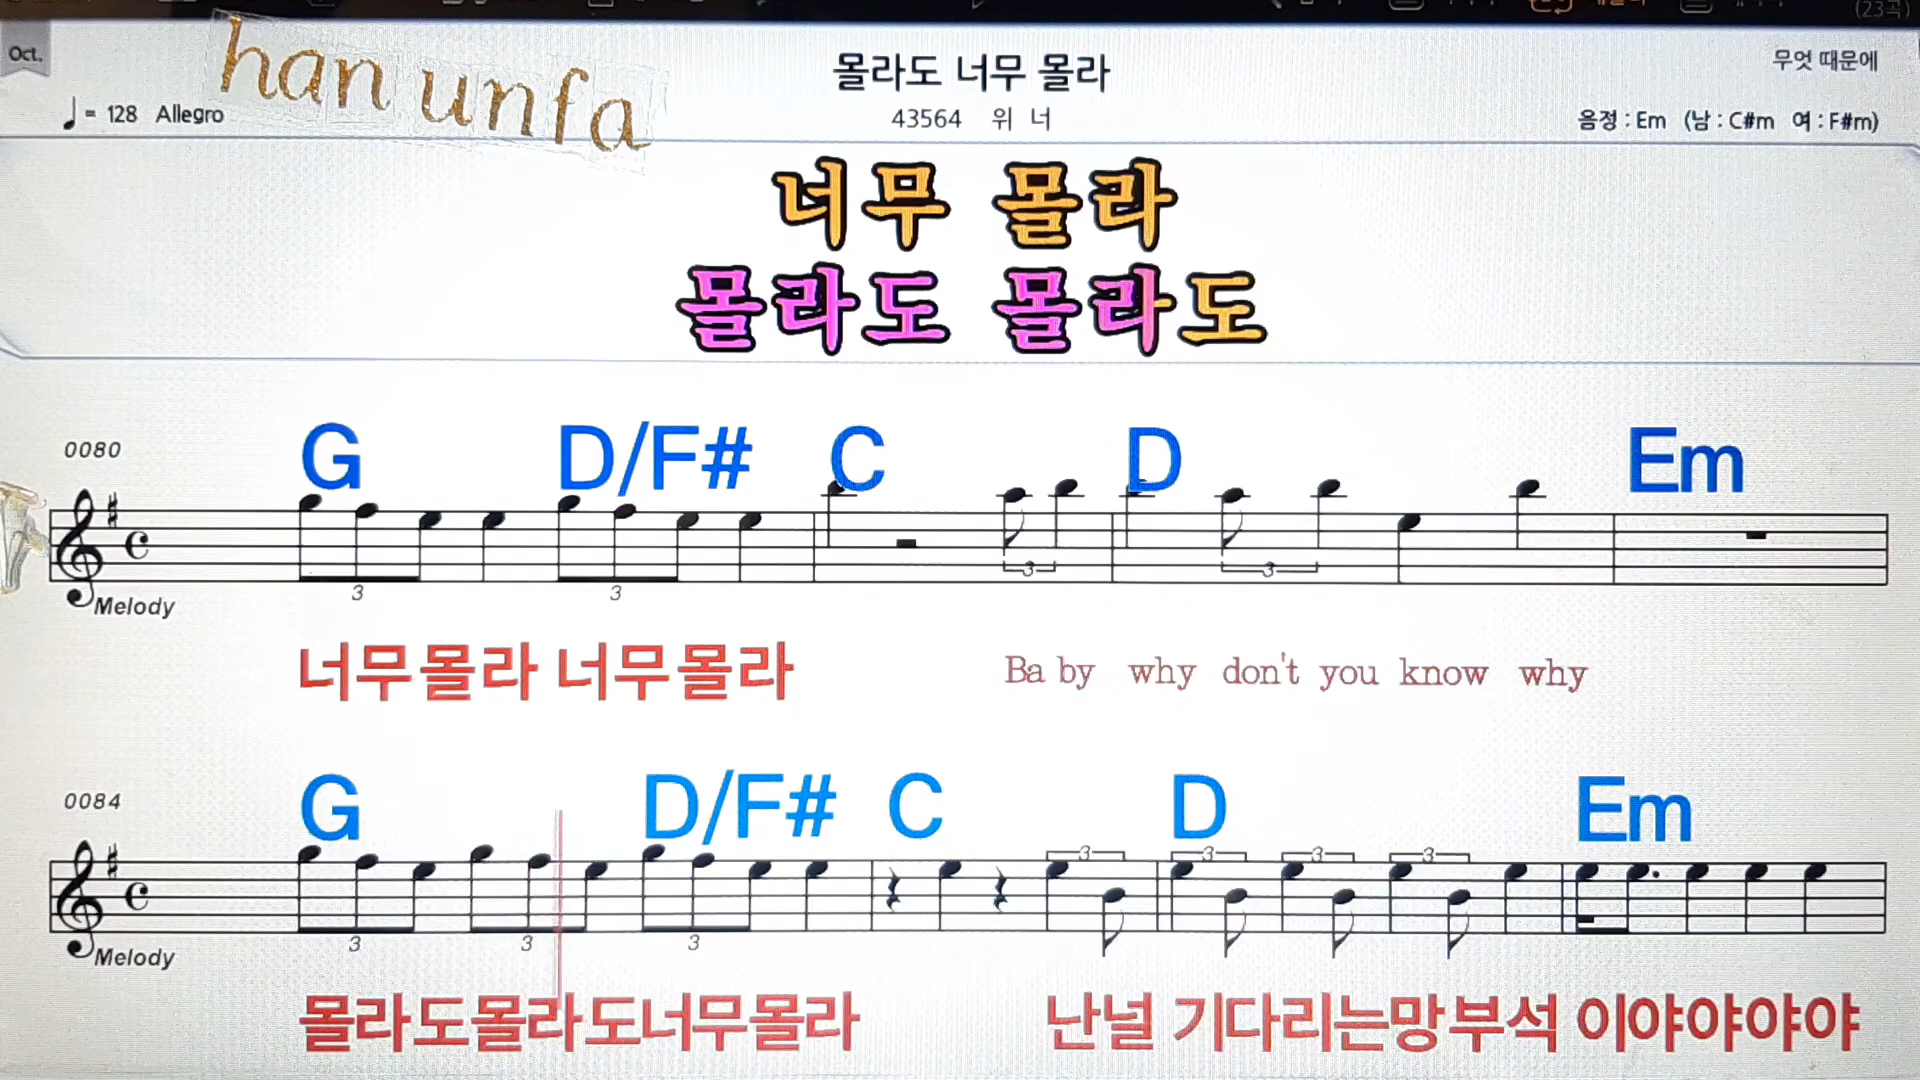 (23곡)
Oct.
han unfa
몰라도 너무 몰라
무엇 때문에
♩= 128 Allegro
43564 위 너
음정 : Em (남 : C#m 여 : F#m)
너무 몰라
몰라도 몰라도
0080
G D/F# C D Em
3 3 3 3
Melody
너무몰라 너무몰라 Ba by why don't you know why
0084
G D/F# C D Em
3 3 3 3 3 3 3
Melody
몰라도몰라도너무몰라 난널 기다리는망부석 이야야야야